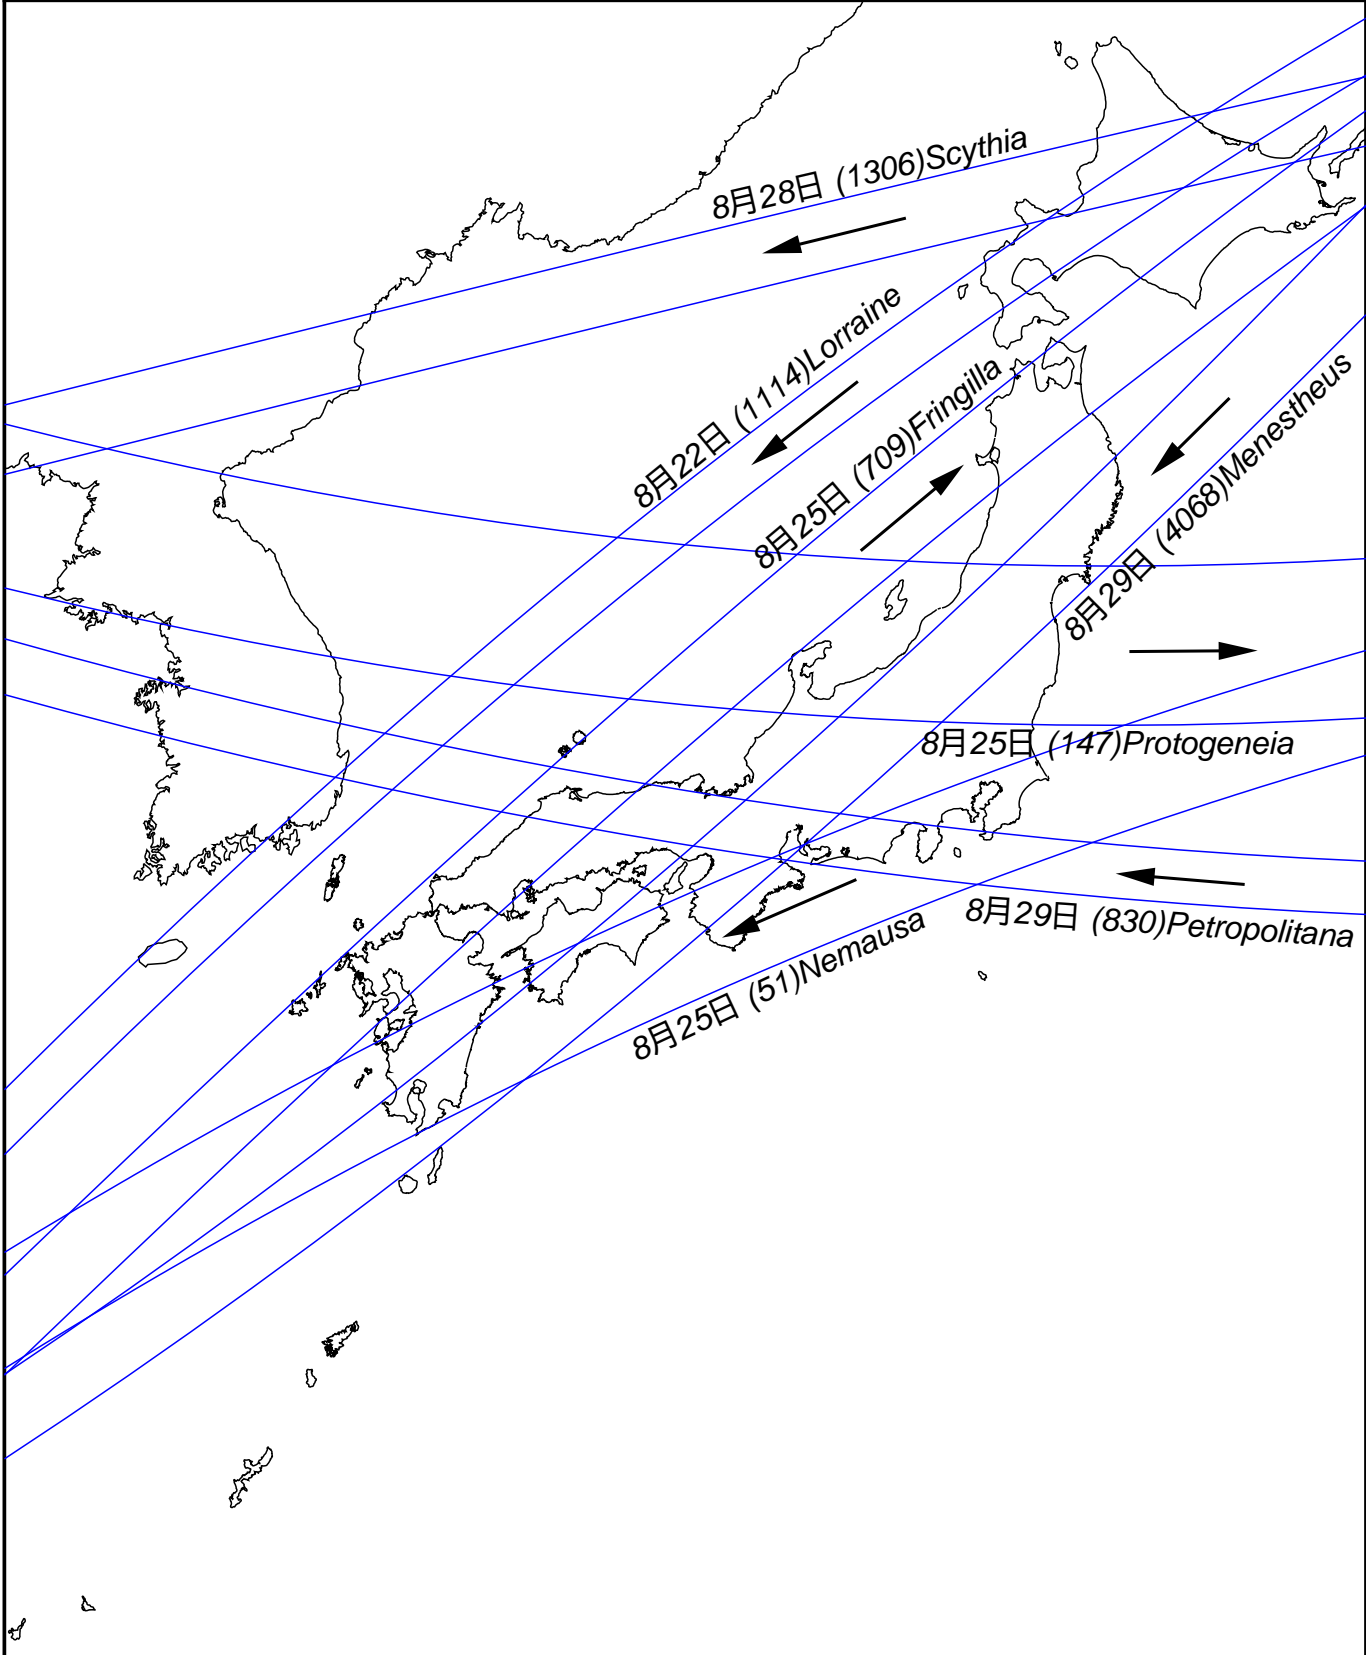 8月28日 (1306)Scythia
8月22日 (1114)Lorraine
8月25日 (709)Fringilla
8月29日 (4068)Menestheus
8月25日 (147)Protogeneia
8月29日 (830)Petropolitana
8月25日 (51)Nemausa